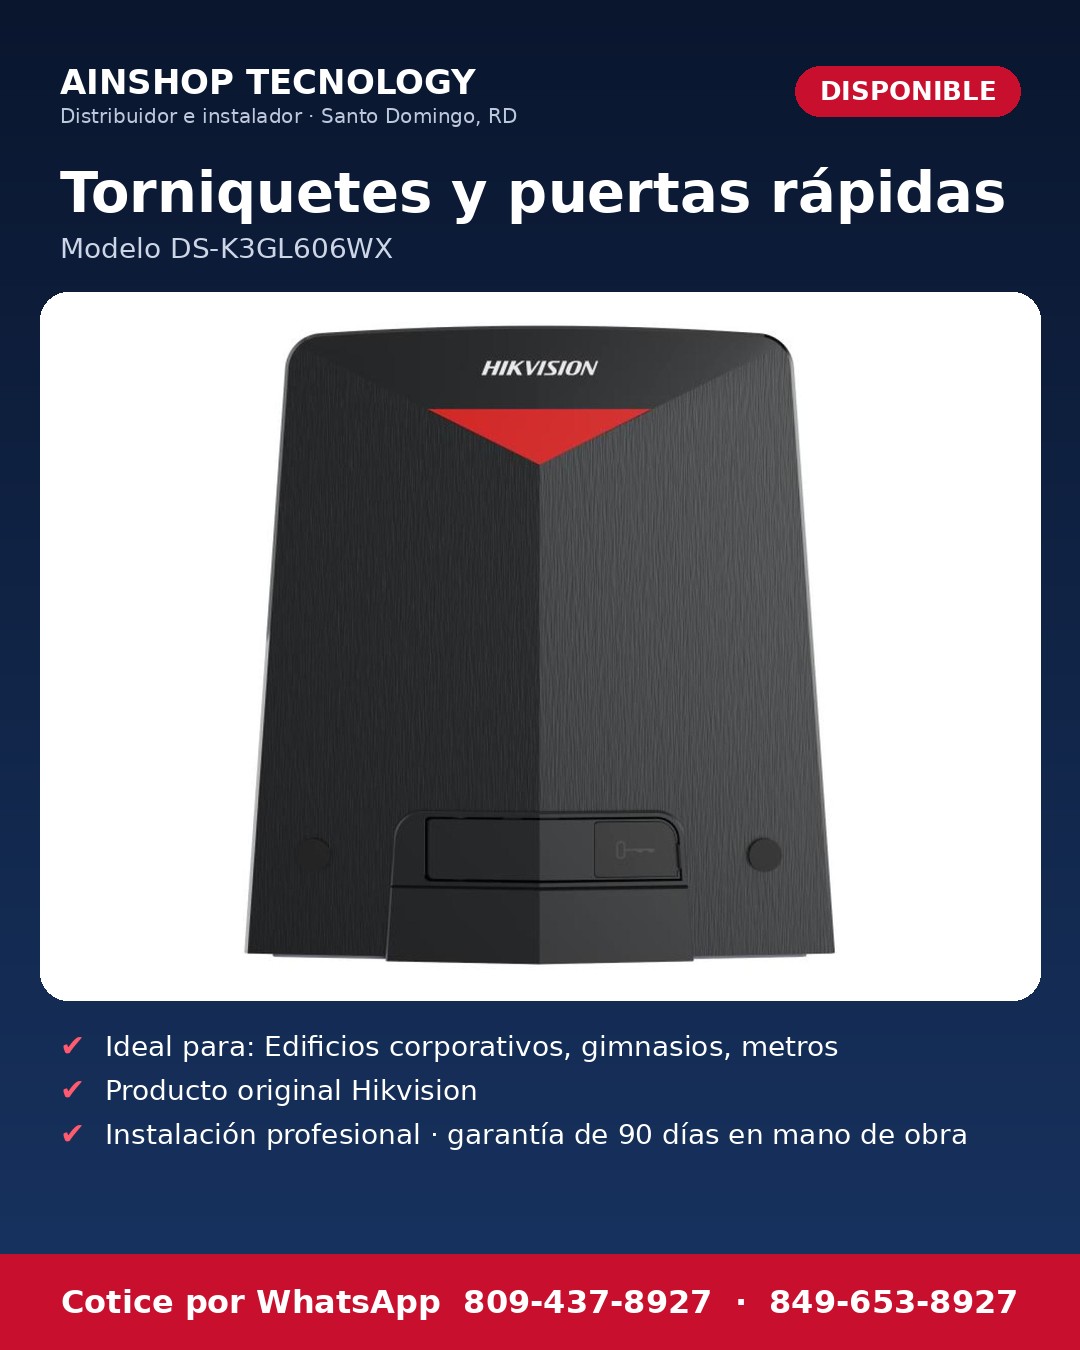 AINSHOP TECNOLOGY
Distribuidor e instalador · Santo Domingo, RD
DISPONIBLE
Torniquetes y puertas rápidas
Modelo DS-K3GL606WX
HIKVISION
✔ Ideal para: Edificios corporativos, gimnasios, metros
✔ Producto original Hikvision
✔ Instalación profesional · garantía de 90 días en mano de obra
Cotice por WhatsApp 809-437-8927 · 849-653-8927